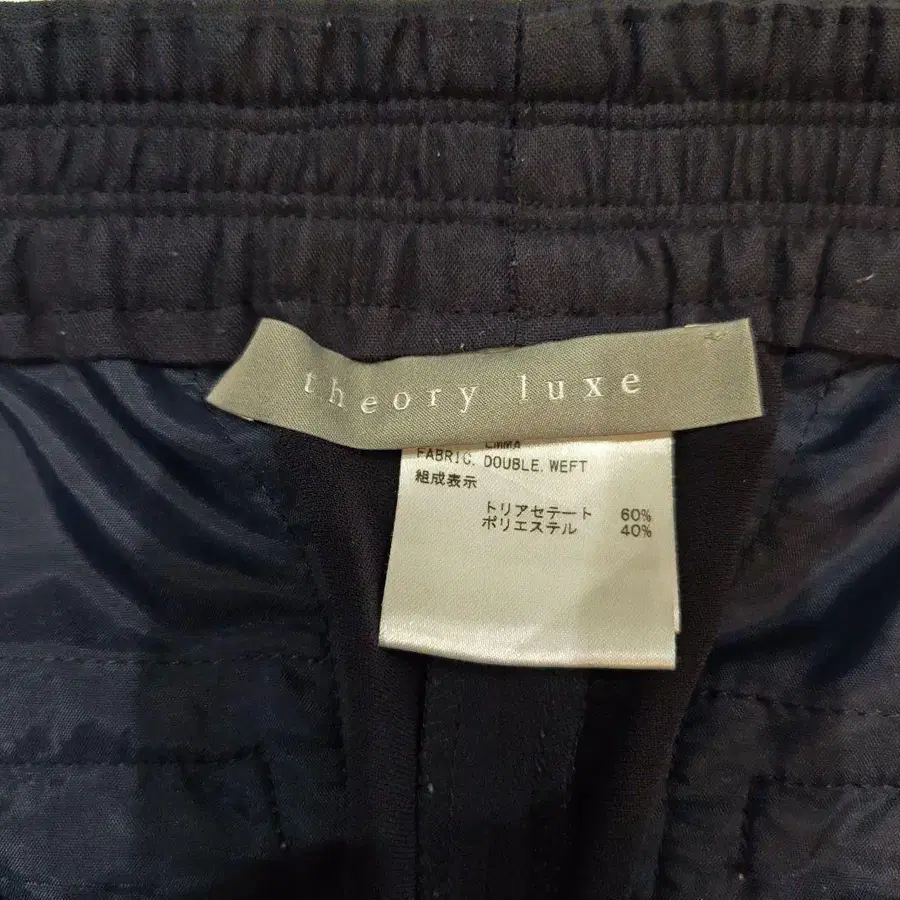 theory luxe
EMMA
FABRIC. DOUBLE. WEFT
組成表示
トリアセテート 60%
ポリエステル 40%